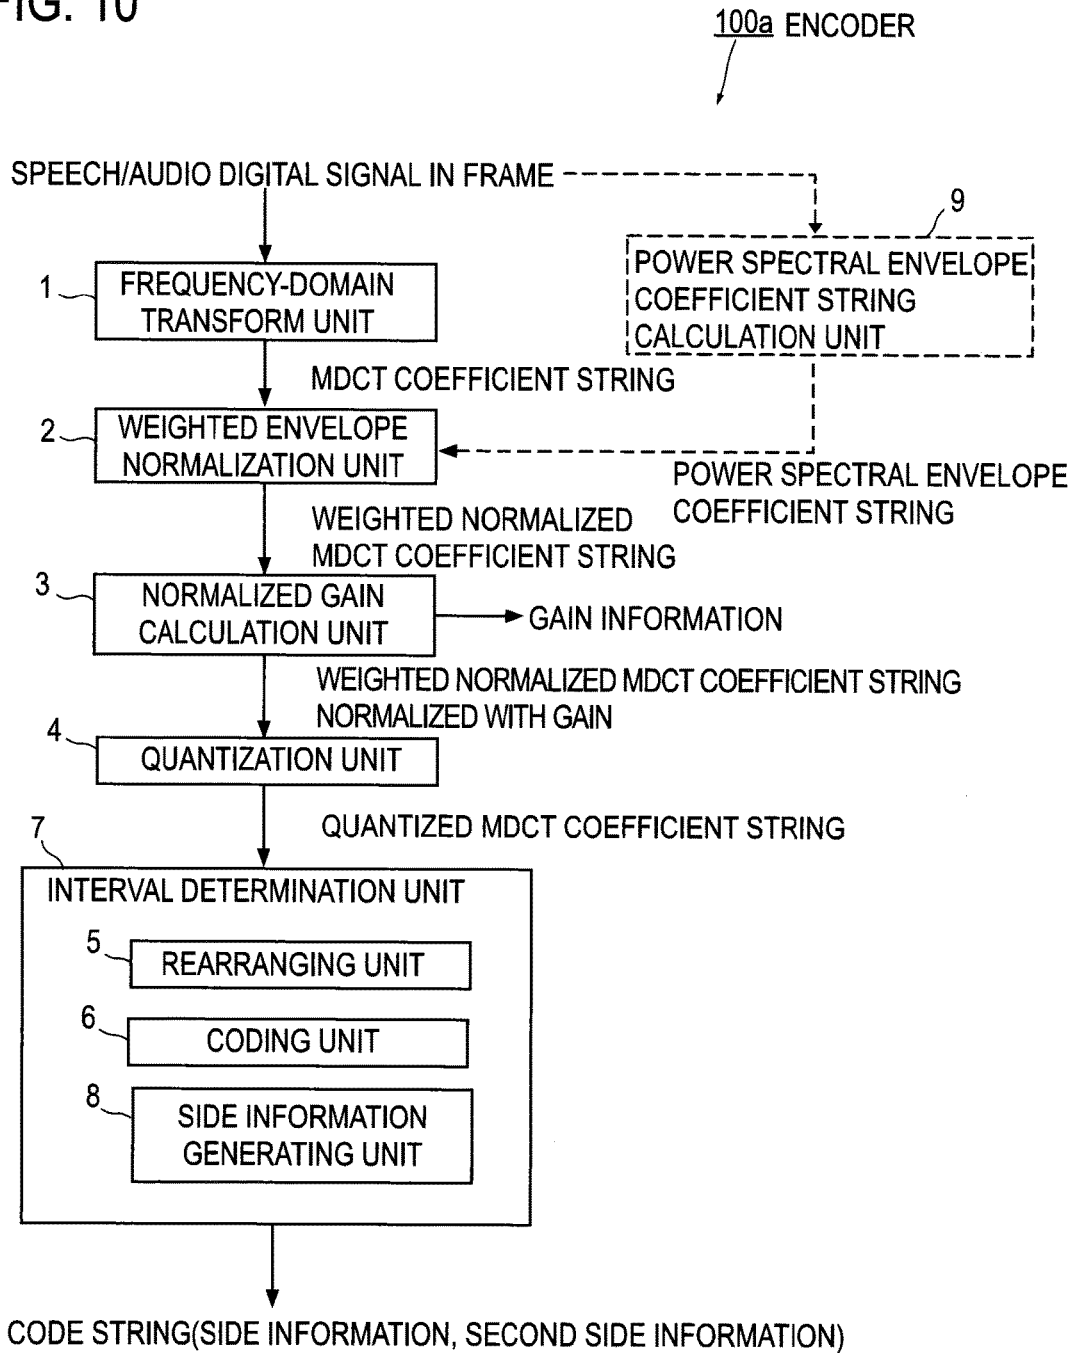 FIG. 10
100a ENCODER
SPEECH/AUDIO DIGITAL SIGNAL IN FRAME
9
POWER SPECTRAL ENVELOPE
COEFFICIENT STRING
CALCULATION UNIT
1
FREQUENCY-DOMAIN
TRANSFORM UNIT
MDCT COEFFICIENT STRING
2
WEIGHTED ENVELOPE
NORMALIZATION UNIT
POWER SPECTRAL ENVELOPE
COEFFICIENT STRING
WEIGHTED NORMALIZED
MDCT COEFFICIENT STRING
3
NORMALIZED GAIN
CALCULATION UNIT
GAIN INFORMATION
WEIGHTED NORMALIZED MDCT COEFFICIENT STRING
NORMALIZED WITH GAIN
4
QUANTIZATION UNIT
QUANTIZED MDCT COEFFICIENT STRING
7
INTERVAL DETERMINATION UNIT
5
REARRANGING UNIT
6
CODING UNIT
8
SIDE INFORMATION
GENERATING UNIT
CODE STRING(SIDE INFORMATION, SECOND SIDE INFORMATION)